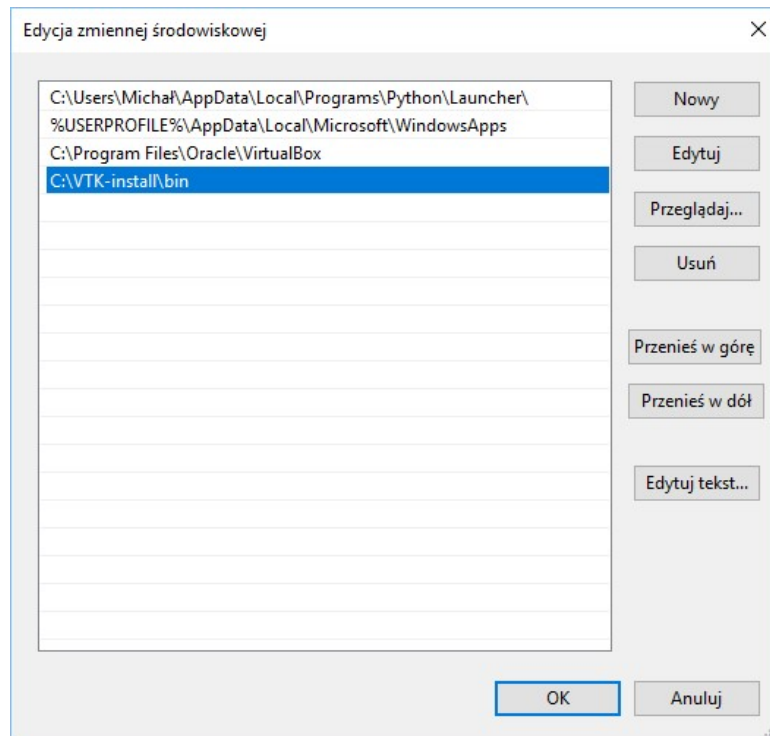 Edycja zmiennej środowiskowej
C:\Users\Michał\AppData\Local\Programs\Python\Launcher\
%USERPROFILE%\AppData\Local\Microsoft\WindowsApps
C:\Program Files\Oracle\VirtualBox
C:\VTK-install\bin
Nowy
Edytuj
Przeglądaj...
Usuń
Przenieś w górę
Przenieś w dół
Edytuj tekst...
OK
Anuluj